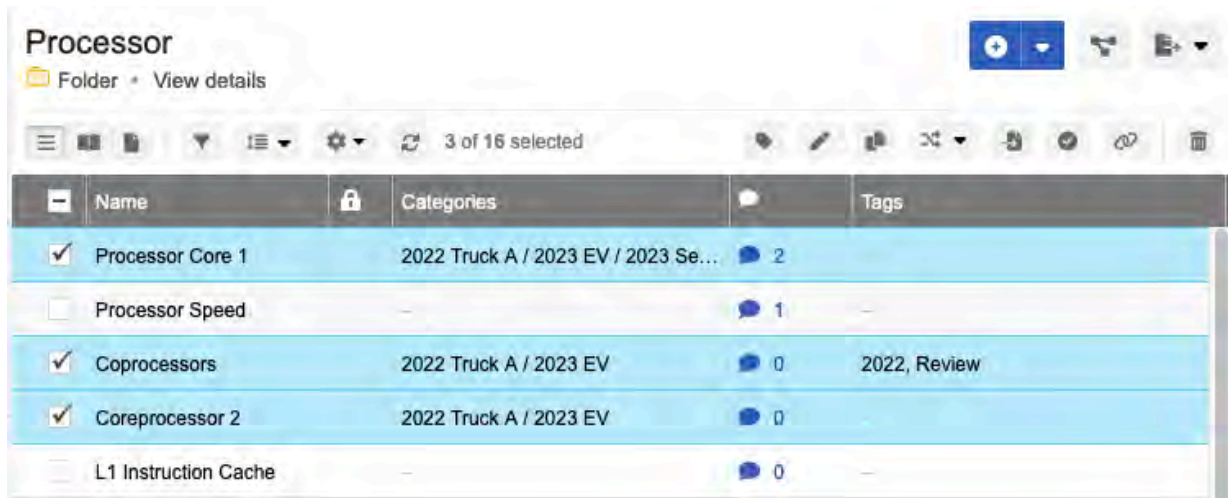 Processor
Folder • View details
3 of 16 selected
Name Categories Tags
Processor Core 1 2022 Truck A / 2023 EV / 2023 Se... 2
Processor Speed - 1 -
Coprocessors 2022 Truck A / 2023 EV 0 2022, Review
Coreprocessor 2 2022 Truck A / 2023 EV 0
L1 Instruction Cache - 0 -